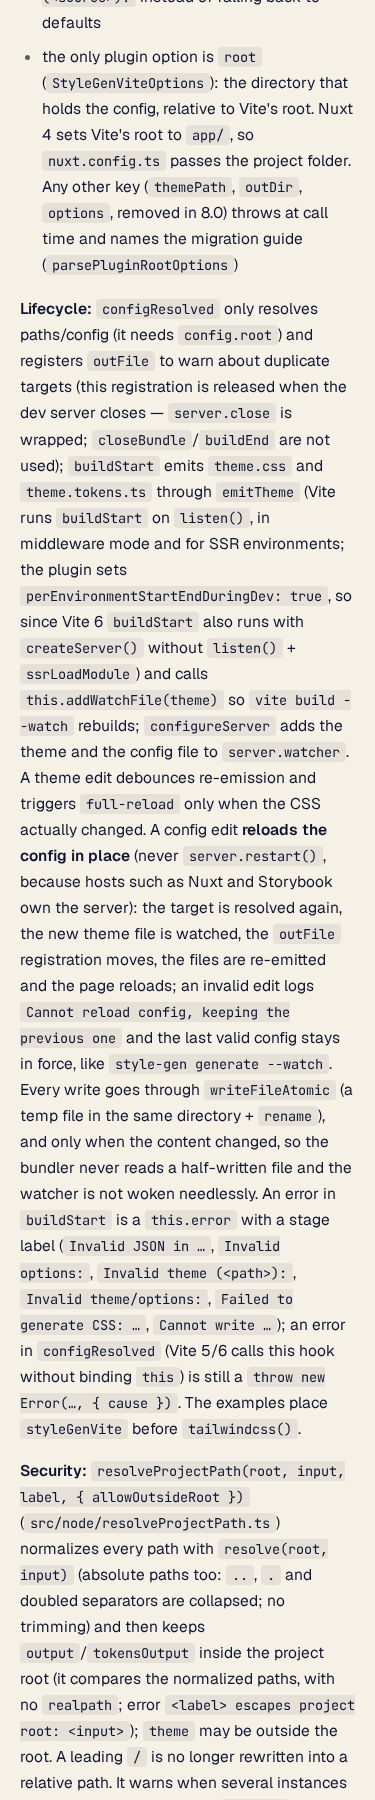 (<source>): instead of falling back to
defaults
• the only plugin option is root
(StyleGenViteOptions): the directory that
holds the config, relative to Vite's root. Nuxt
4 sets Vite's root to app/, so
nuxt.config.ts passes the project folder.
Any other key (themePath, outDir,
options, removed in 8.0) throws at call
time and names the migration guide
(parsePluginRootOptions)
Lifecycle: configResolved only resolves
paths/config (it needs config.root) and
registers outFile to warn about duplicate
targets (this registration is released when the
dev server closes — server.close is
wrapped; closeBundle/buildEnd are not
used); buildStart emits theme.css and
theme.tokens.ts through emitTheme (Vite
runs buildStart on listen(), in
middleware mode and for SSR environments;
the plugin sets
perEnvironmentStartEndDuringDev: true, so
since Vite 6 buildStart also runs with
createServer() without listen() +
ssrLoadModule) and calls
this.addWatchFile(theme) so vite build -
-watch rebuilds; configureServer adds the
theme and the config file to server.watcher.
A theme edit debounces re-emission and
triggers full-reload only when the CSS
actually changed. A config edit reloads the
config in place (never server.restart(),
because hosts such as Nuxt and Storybook
own the server): the target is resolved again,
the new theme file is watched, the outFile
registration moves, the files are re-emitted
and the page reloads; an invalid edit logs
Cannot reload config, keeping the
previous one and the last valid config stays
in force, like style-gen generate --watch.
Every write goes through writeFileAtomic (a
temp file in the same directory + rename),
and only when the content changed, so the
bundler never reads a half-written file and the
watcher is not woken needlessly. An error in
buildStart is a this.error with a stage
label (Invalid JSON in …, Invalid
options:, Invalid theme (<path>):,
Invalid theme/options:, Failed to
generate CSS: …, Cannot write …); an error
in configResolved (Vite 5/6 calls this hook
without binding this) is still a throw new
Error(…, { cause }). The examples place
styleGenVite before tailwindcss().
Security: resolveProjectPath(root, input,
label, { allowOutsideRoot })
(src/node/resolveProjectPath.ts)
normalizes every path with resolve(root,
input) (absolute paths too: .., . and
doubled separators are collapsed; no
trimming) and then keeps
output/tokensOutput inside the project
root (it compares the normalized paths, with
no realpath; error <label> escapes project
root: <input>); theme may be outside the
root. A leading / is no longer rewritten into a
relative path. It warns when several instances